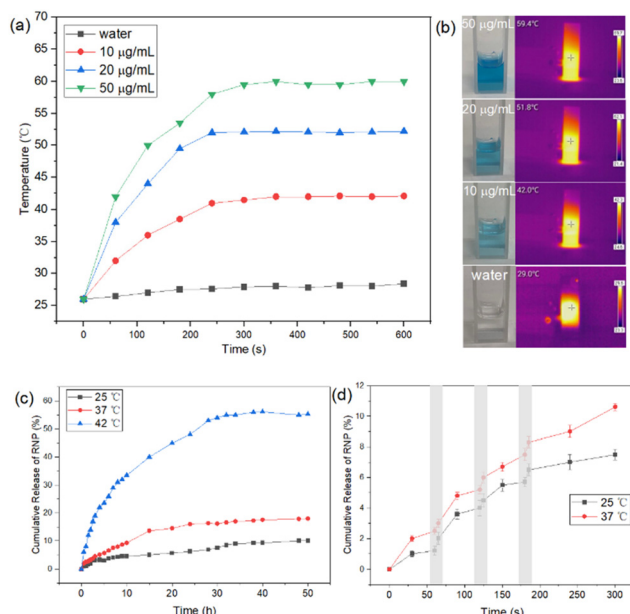 (a)
Temperature (℃)
75
70
65
60
55
50
45
40
35
30
25
water
10 μg/mL
20 μg/mL
50 μg/mL
0 100 200 300 400 500 600
Time (s)
(b)
50 μg/mL
59.4℃
20 μg/mL
51.8℃
10 μg/mL
42.0℃
water
29.0℃
(c)
Cumulative Release of RNP (%)
80
70
60
50
40
30
20
10
0
25 ℃
37 ℃
42 ℃
0 10 20 30 40 50
Time (h)
(d)
Cumulative Release of RNP (%)
12
10
8
6
4
2
0
25 ℃
37 ℃
0 50 100 150 200 250 300
Time (s)